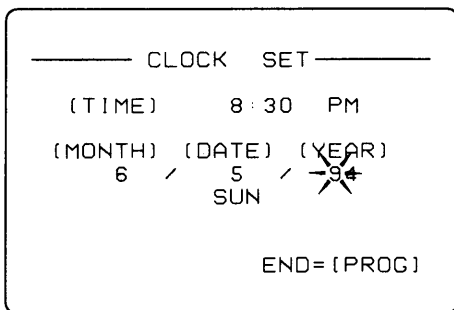 CLOCK SET
(TIME) 8:30 PM
(MONTH) (DATE) (YEAR)
6 / 5 / 94
SUN
END=(PROG)